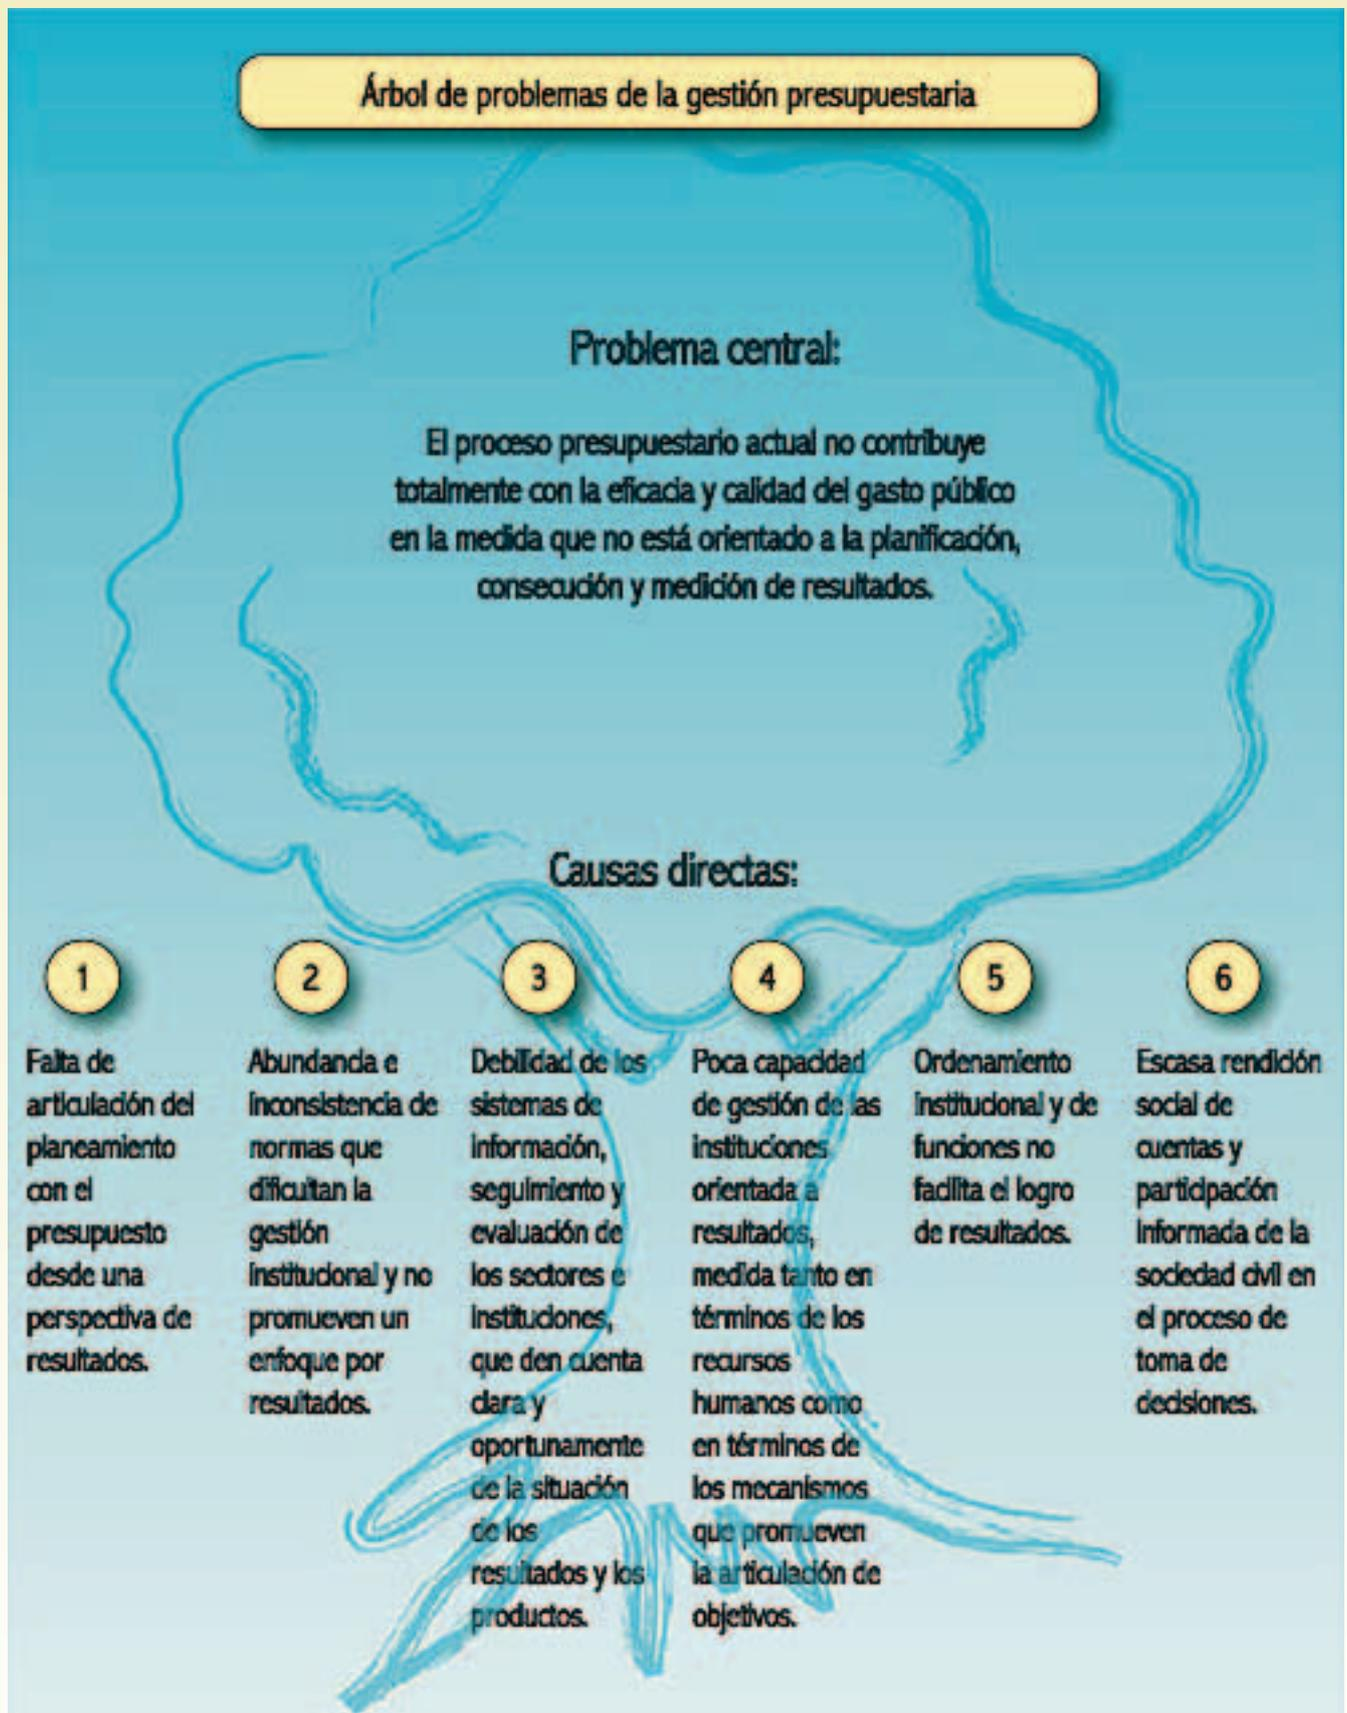 Árbol de problemas de la gestión presupuestaria
Problema central:
El proceso presupuestario actual no contribuye
totalmente con la eficacia y calidad del gasto público
en la medida que no está orientado a la planificación,
consecución y medición de resultados.
Causas directas:
1
Falta de
articulación del
planeamiento
con el
presupuesto
desde una
perspectiva de
resultados.
2
Abundancia e
inconsistencia de
normas que
dificultan la
gestión
institucional y no
promueven un
enfoque por
resultados.
3
Debilidad de los
sistemas de
información,
seguimiento y
evaluación de
los sectores e
instituciones,
que den cuenta
clara y
oportunamente
de la situación
de los
resultados y los
productos.
4
Poca capacidad
de gestión de las
instituciones
orientada a
resultados,
medida tanto en
términos de los
recursos
humanos como
en términos de
los mecanismos
que promueven
la articulación de
objetivos.
5
Ordenamiento
institucional y de
funciones no
facilita el logro
de resultados.
6
Escasa rendición
social de
cuentas y
participación
informada de la
sociedad civil en
el proceso de
toma de
decisiones.